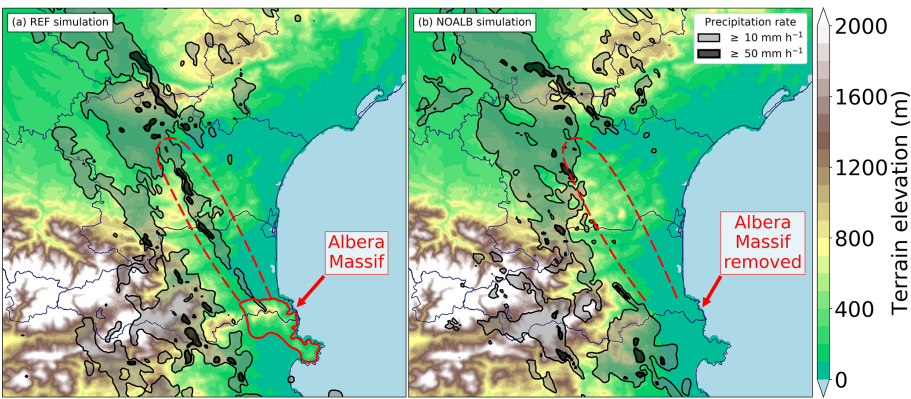 (a) REF simulation
(b) NOALB simulation
Precipitation rate
≥ 10 mm h⁻¹
≥ 50 mm h⁻¹
Albera
Massif
Albera
Massif
removed
2000
1600
1200
800
400
0
Terrain elevation (m)